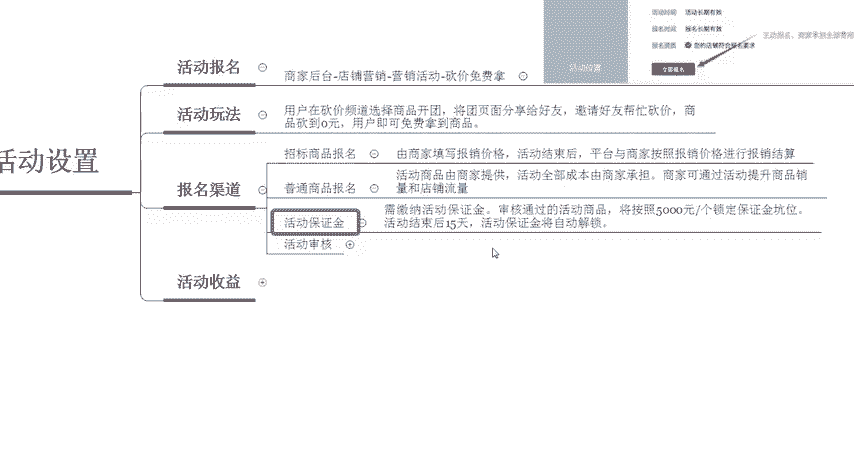 活动时间 活动长期有效
报名时间 报名长期有效
您的店铺符合报名要求
立即报名
活动设置
活动报名
商家后台-店铺营销-营销活动-砍价免费拿
活动玩法
用户在砍价频道选择商品开团，将团页面分享给好友，邀请好友帮忙砍价，商
品砍到0元，用户即可免费拿到商品。
活动设置
报名渠道
招标商品报名
由商家填写报销价格，活动结束后，平台与商家按照报销价格进行报销结算
普通商品报名
活动商品由商家提供，活动全部成本由商家承担。商家可通过活动提升商品销
量和店铺流量
活动保证金
需缴纳活动保证金。审核通过的活动商品，将按照5000元/个锁定保证金坑位。
活动结束后15天，活动保证金将自动解锁。
活动审核
活动收益